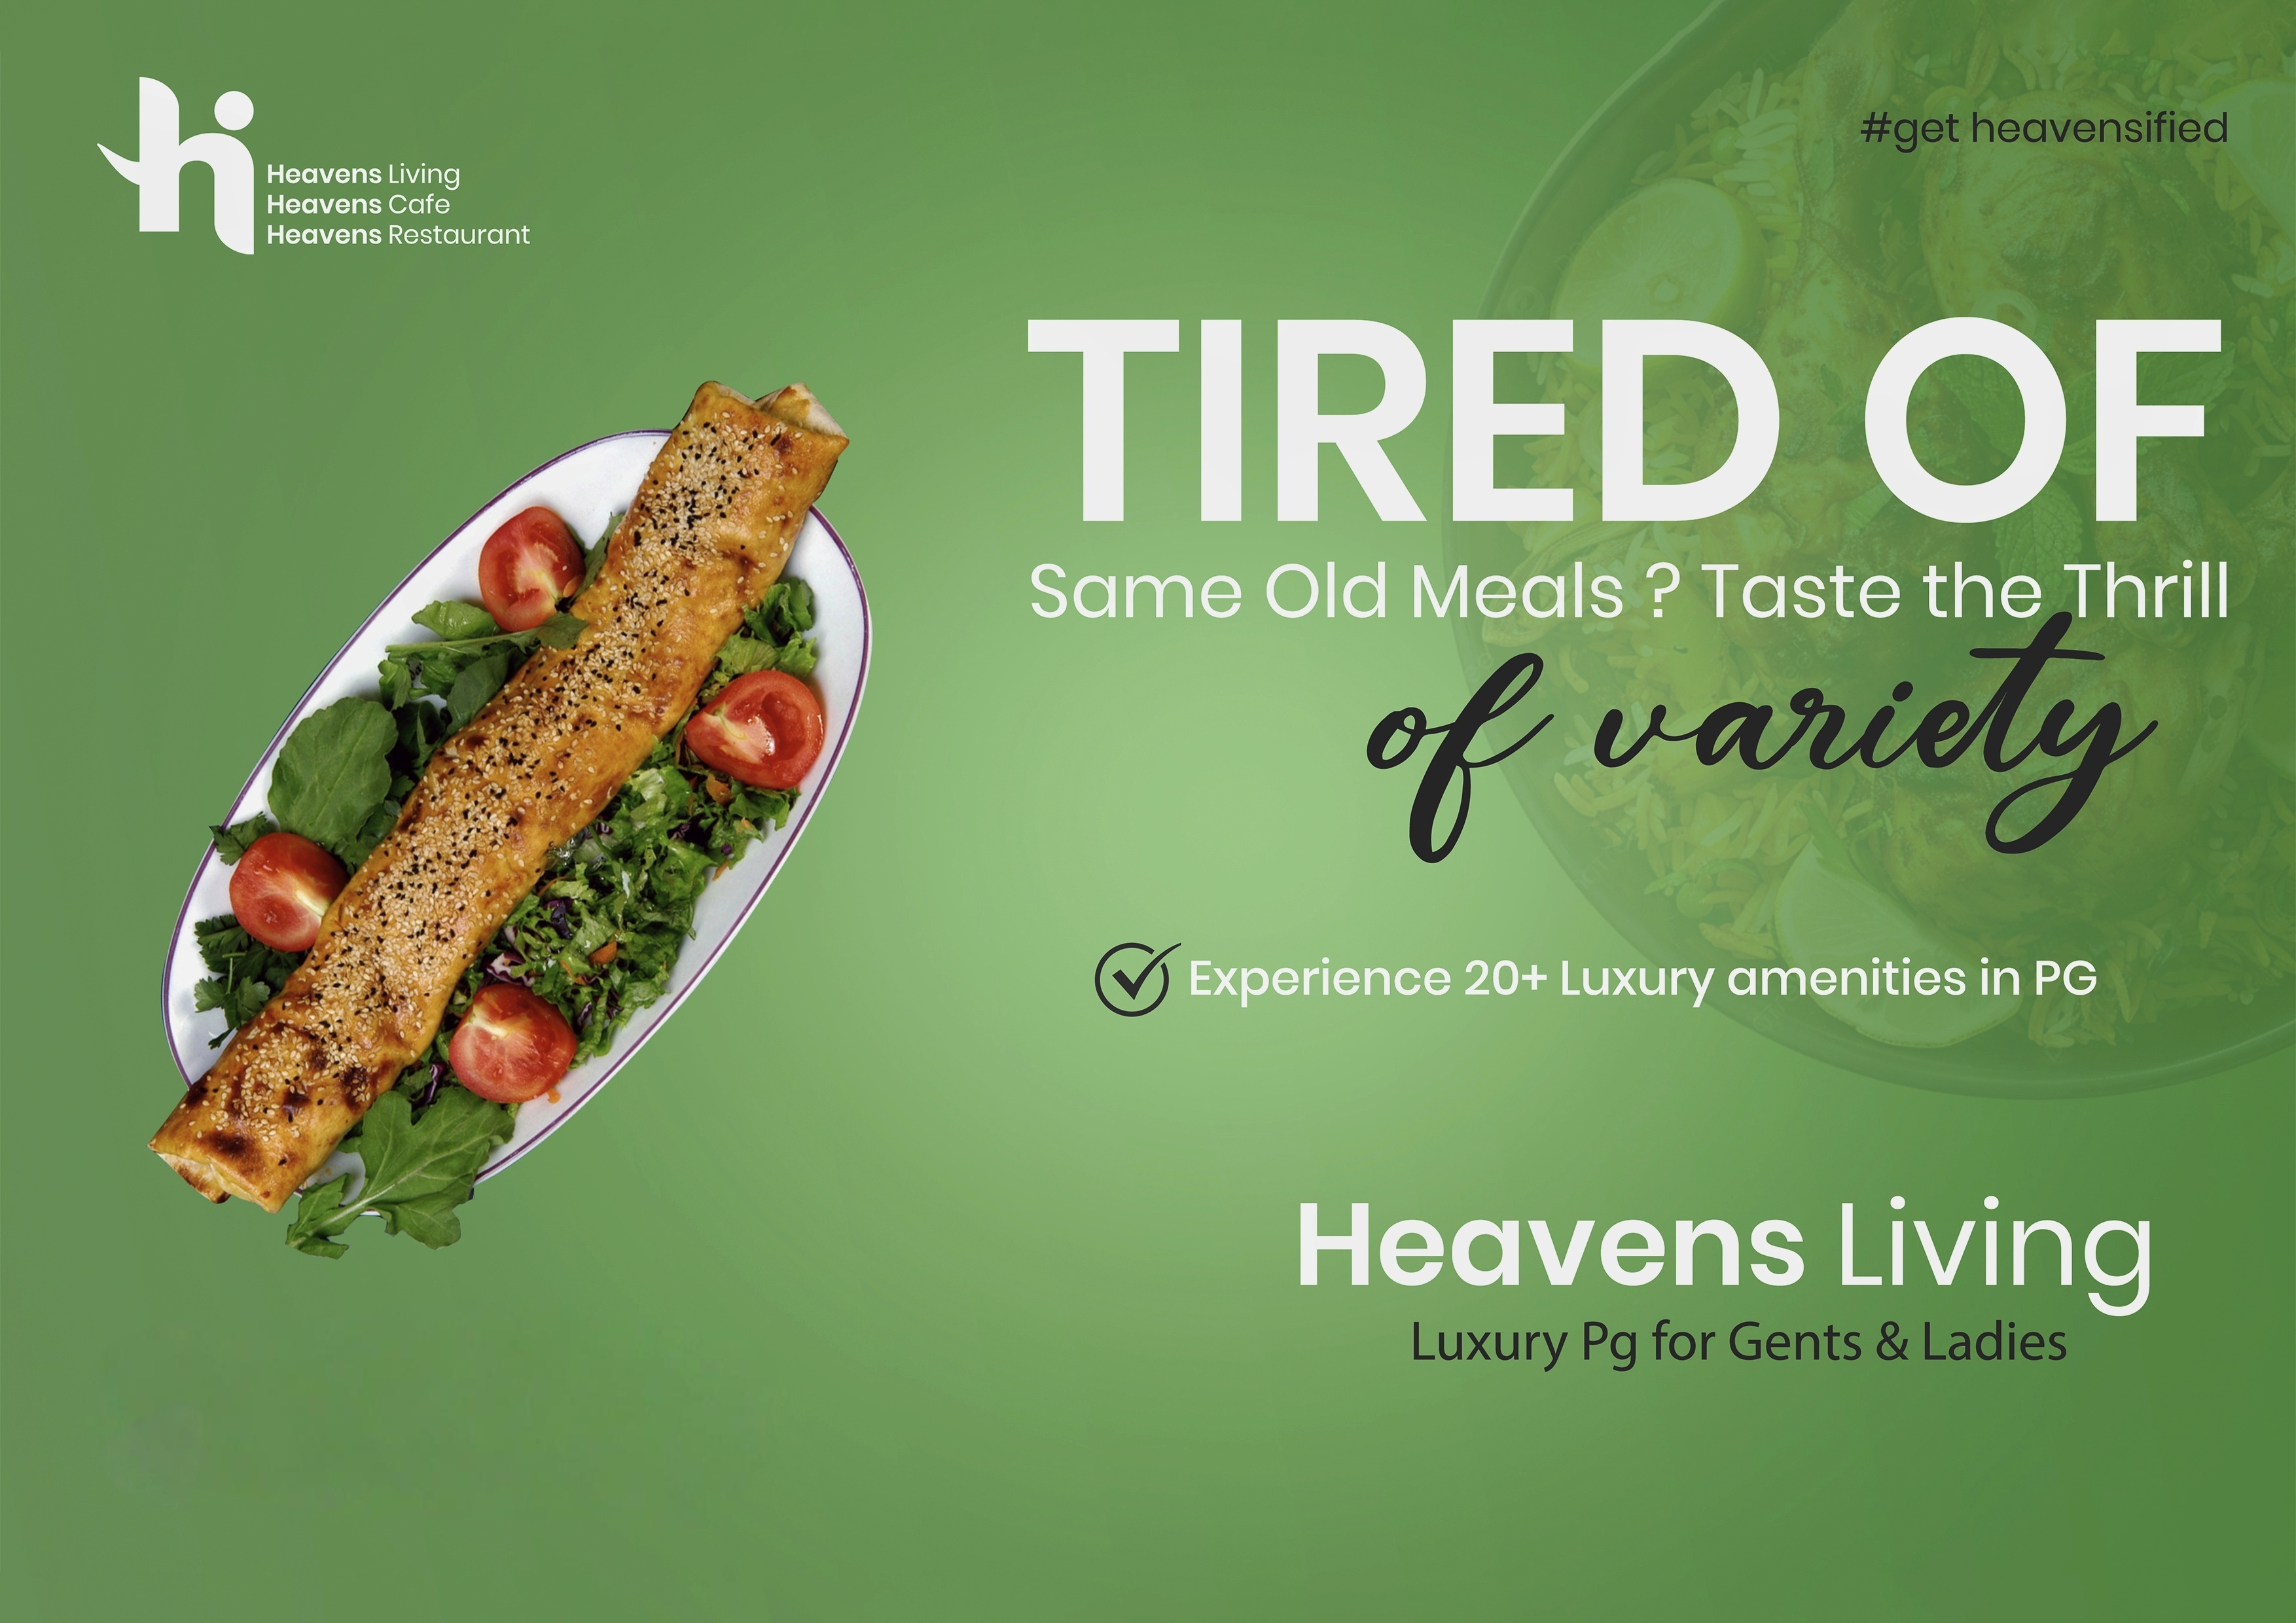 Heavens Living
Heavens Cafe
Heavens Restaurant
#get heavensified
TIRED OF
Same Old Meals ? Taste the Thrill
of variety
Experience 20+ Luxury amenities in PG
Heavens Living
Luxury Pg for Gents & Ladies